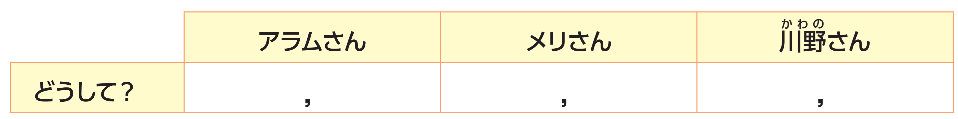 アラムさん メリさん 川野さん
かわの
どうして? , , ,